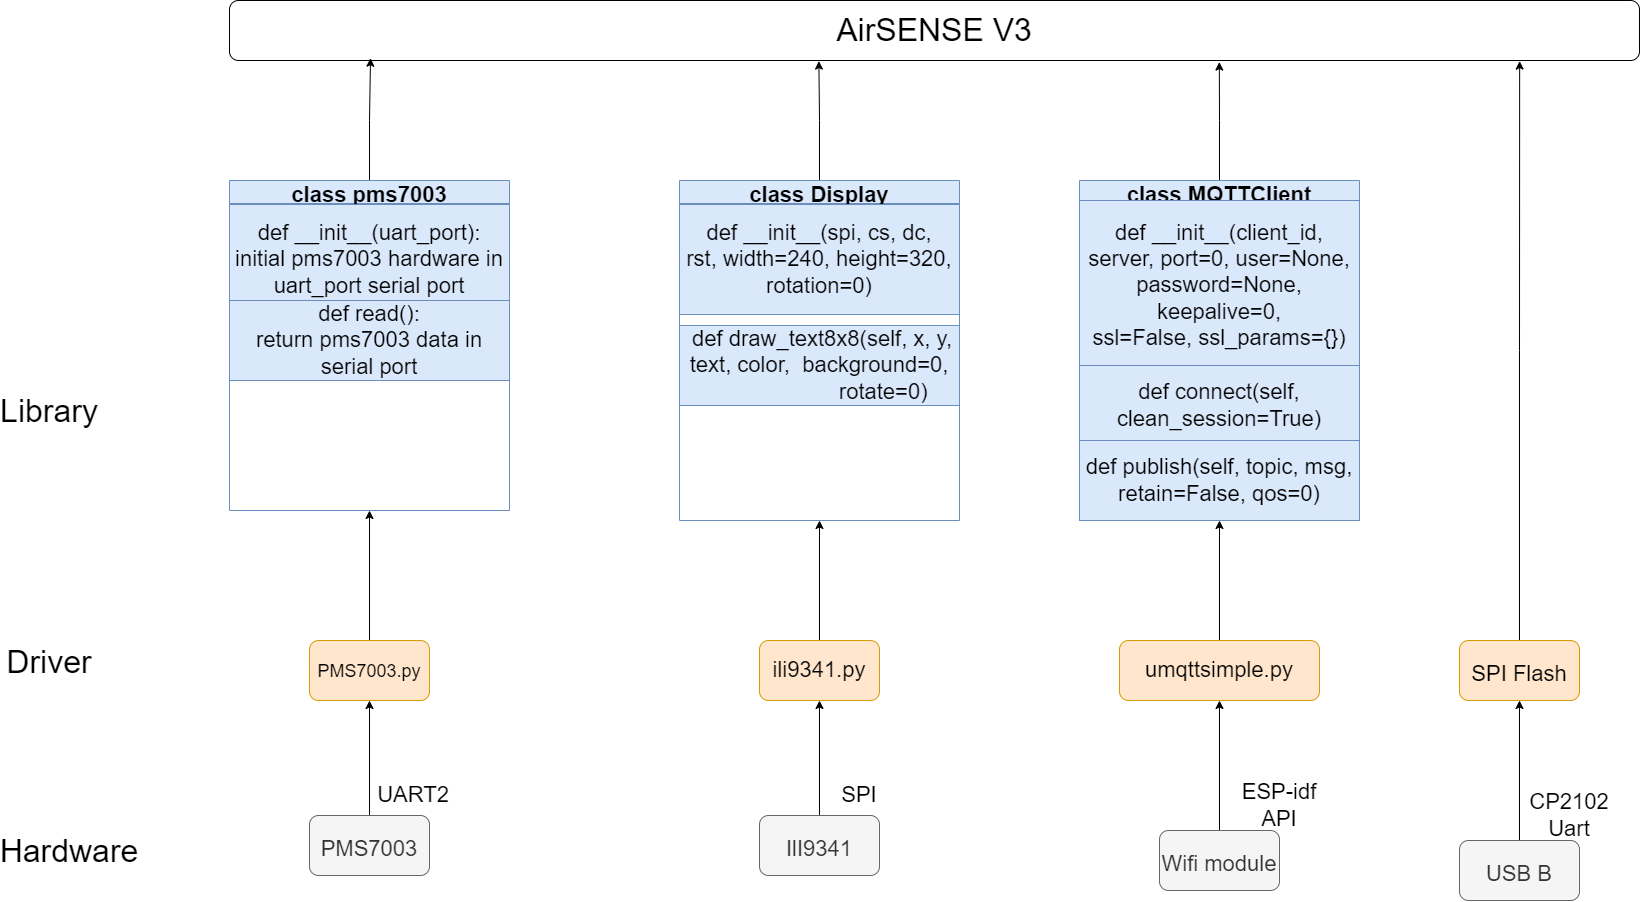 AirSENSE V3
class pms7003
def __init__(uart_port):
initial pms7003 hardware in
uart_port serial port
def read():
return pms7003 data in
serial port
class Display
def __init__(spi, cs, dc,
rst, width=240, height=320,
rotation=0)
def draw_text8x8(self, x, y,
text, color, background=0,
rotate=0)
class MQTTClient
def __init__(client_id,
server, port=0, user=None,
password=None,
keepalive=0,
ssl=False, ssl_params={})
def connect(self,
clean_session=True)
def publish(self, topic, msg,
retain=False, qos=0)
Library
Driver
PMS7003.py
ili9341.py
umqttsimple.py
SPI Flash
UART2
SPI
ESP-idf
API
CP2102
Uart
Hardware
PMS7003
III9341
Wifi module
USB B